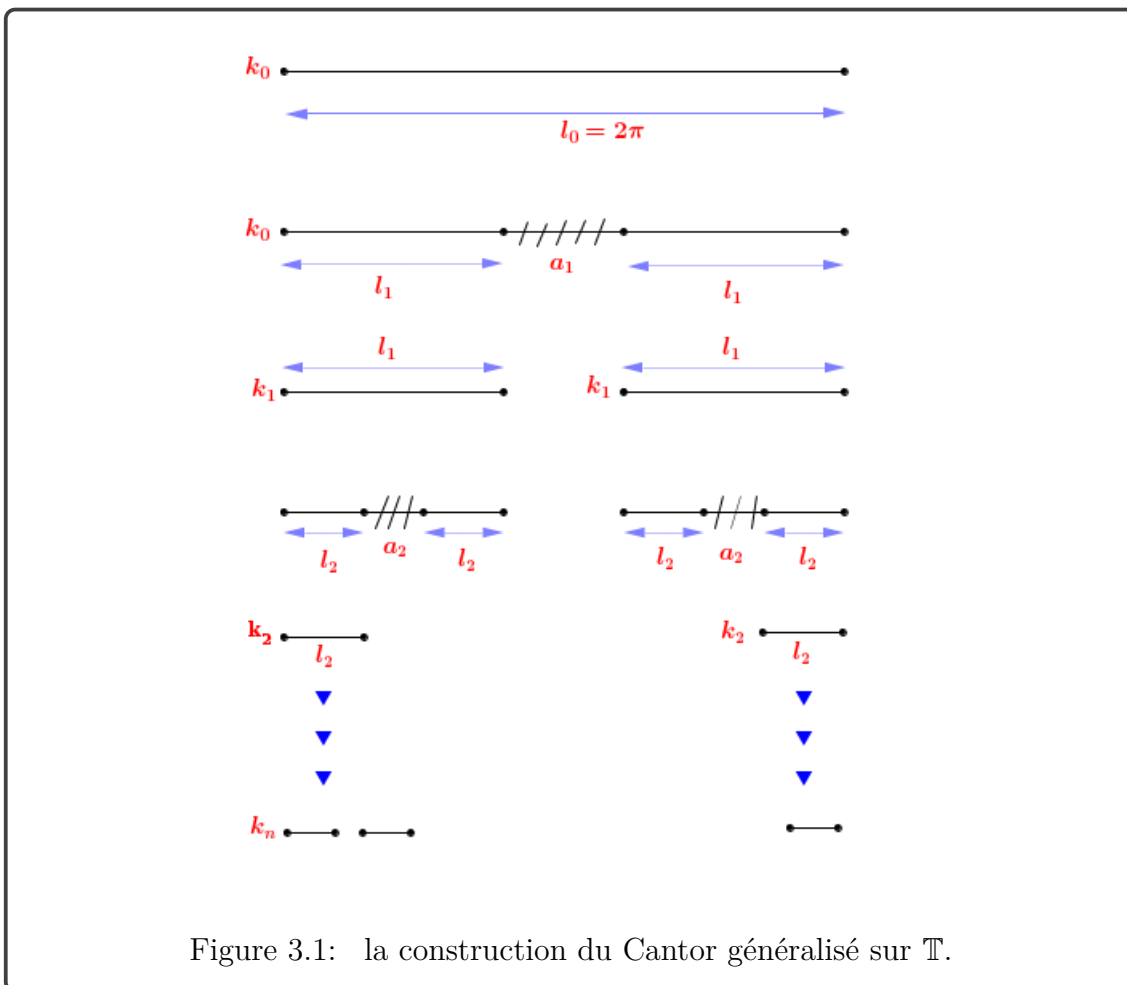 k₀
l₀ = 2π
k₀
a₁
l₁ l₁
l₁ l₁
k₁ k₁
l₂ a₂ l₂ l₂ a₂ l₂
k₂ k₂
l₂ l₂
kₙ
Figure 3.1: la construction du Cantor généralisé sur 𝕋.